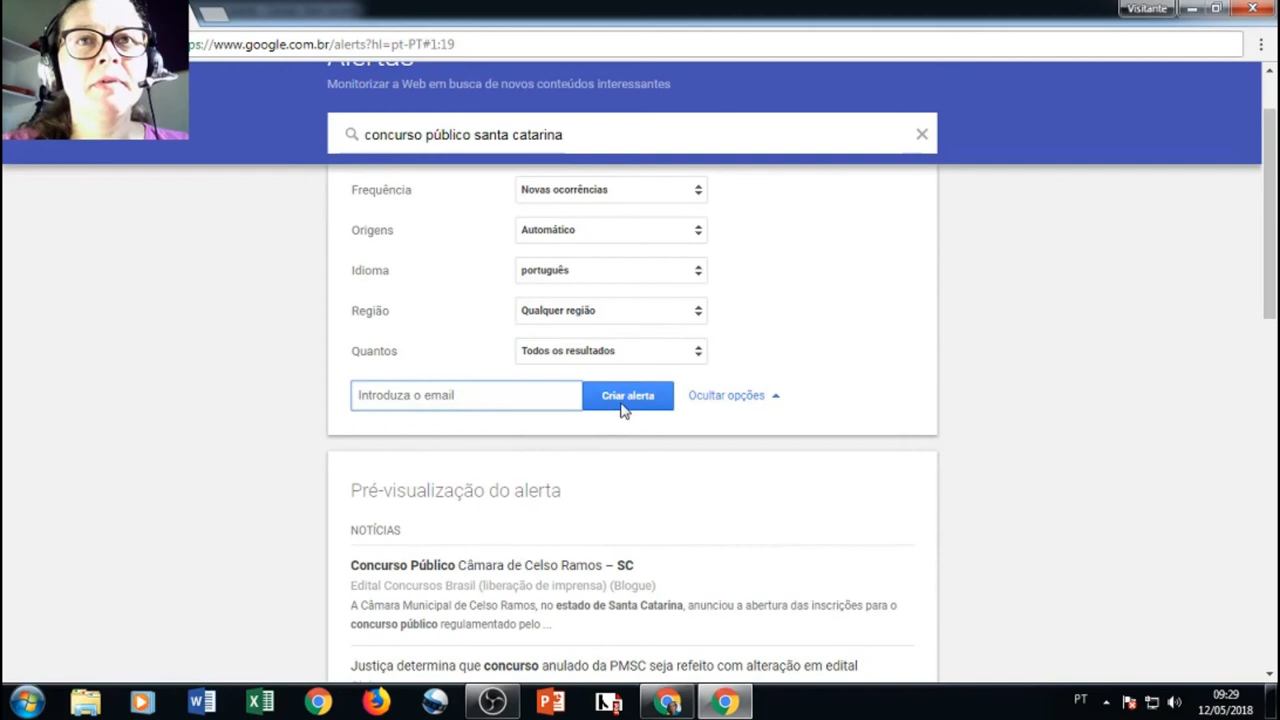 Visitante
ps://www.google.com.br/alerts?hl=pt-PT#1:19
Alertas
Monitorizar a Web em busca de novos conteúdos interessantes
concurso público santa catarina
Frequência Novas ocorrências
Origens Automático
Idioma português
Região Qualquer região
Quantos Todos os resultados
Introduza o email Criar alerta Ocultar opções
Pré-visualização do alerta
NOTÍCIAS
Concurso Público Câmara de Celso Ramos – SC
Edital Concursos Brasil (liberação de imprensa) (Blogue)
A Câmara Municipal de Celso Ramos, no estado de Santa Catarina, anunciou a abertura das inscrições para o
concurso público regulamentado pelo ...
Justiça determina que concurso anulado da PMSC seja refeito com alteração em edital
PT 09:29
12/05/2018